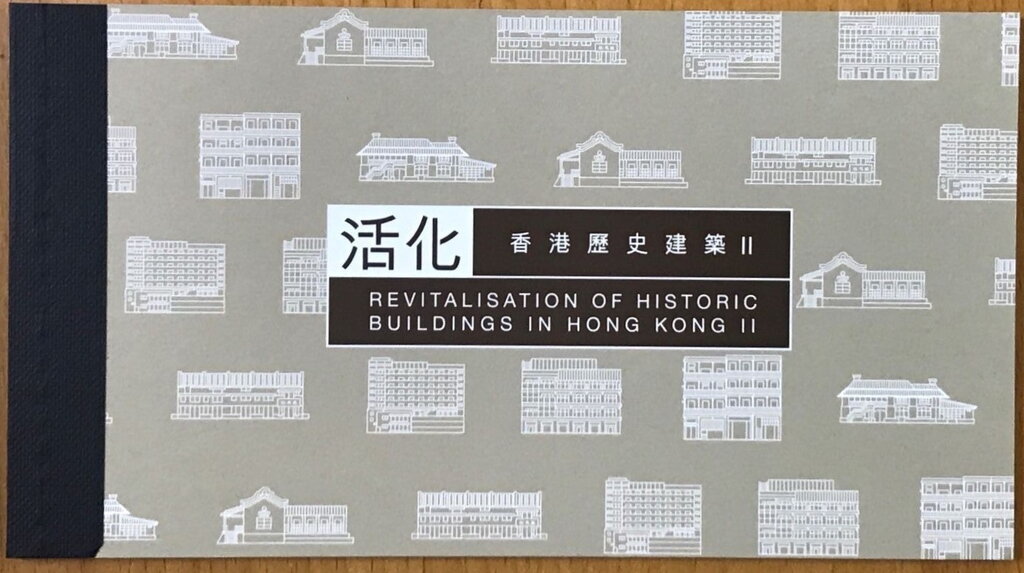 活化 香港歷史建築 II
REVITALISATION OF HISTORIC
BUILDINGS IN HONG KONG II